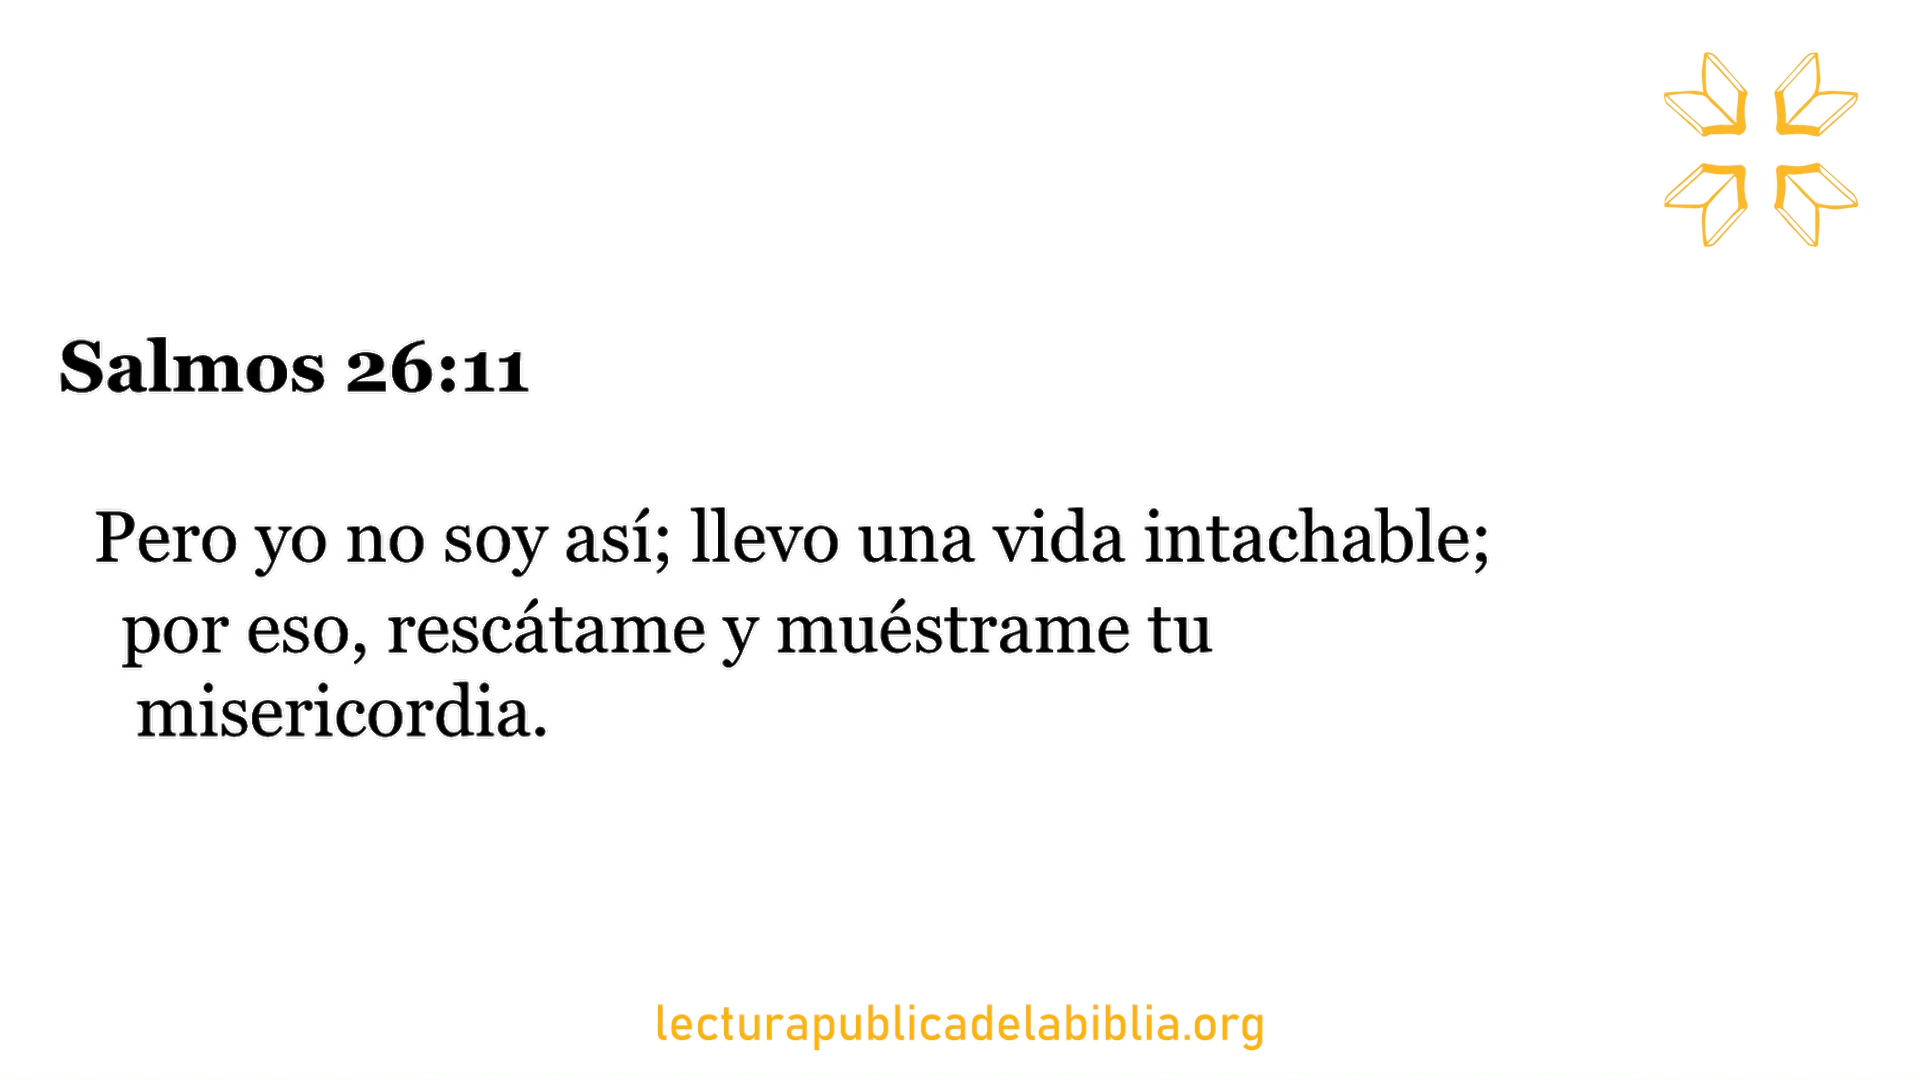 Salmos 26:11
Pero yo no soy así; llevo una vida intachable;
por eso, rescátame y muéstrame tu
misericordia.
lecturapublicadelabiblia.org